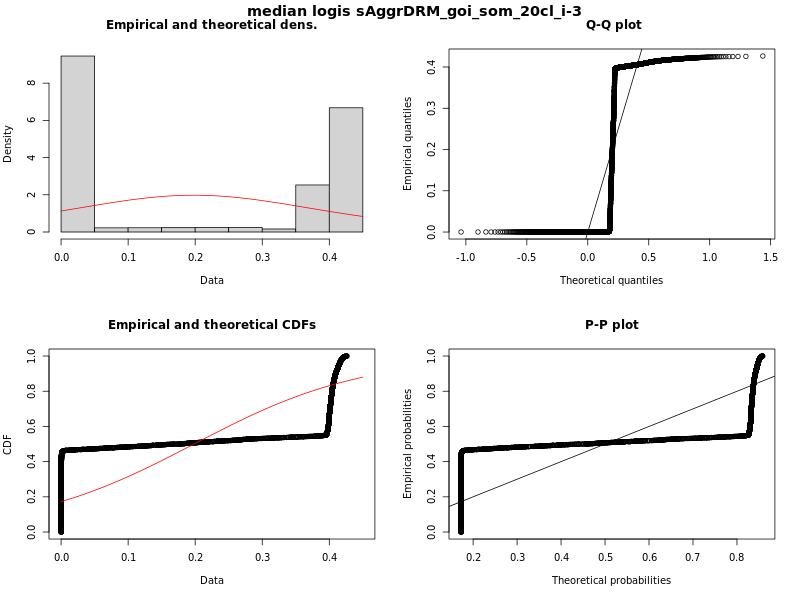 median logis sAggrDRM_goi_som_20cl_i-3
Empirical and theoretical dens.
Density
0 2 4 6 8
0.0 0.1 0.2 0.3 0.4
Data
Q-Q plot
Empirical quantiles
0.0 0.1 0.2 0.3 0.4
-1.0 -0.5 0.0 0.5 1.0 1.5
Theoretical quantiles
Empirical and theoretical CDFs
CDF
0.0 0.2 0.4 0.6 0.8 1.0
0.0 0.1 0.2 0.3 0.4
Data
P-P plot
Empirical probabilities
0.0 0.2 0.4 0.6 0.8 1.0
0.2 0.3 0.4 0.5 0.6 0.7 0.8
Theoretical probabilities